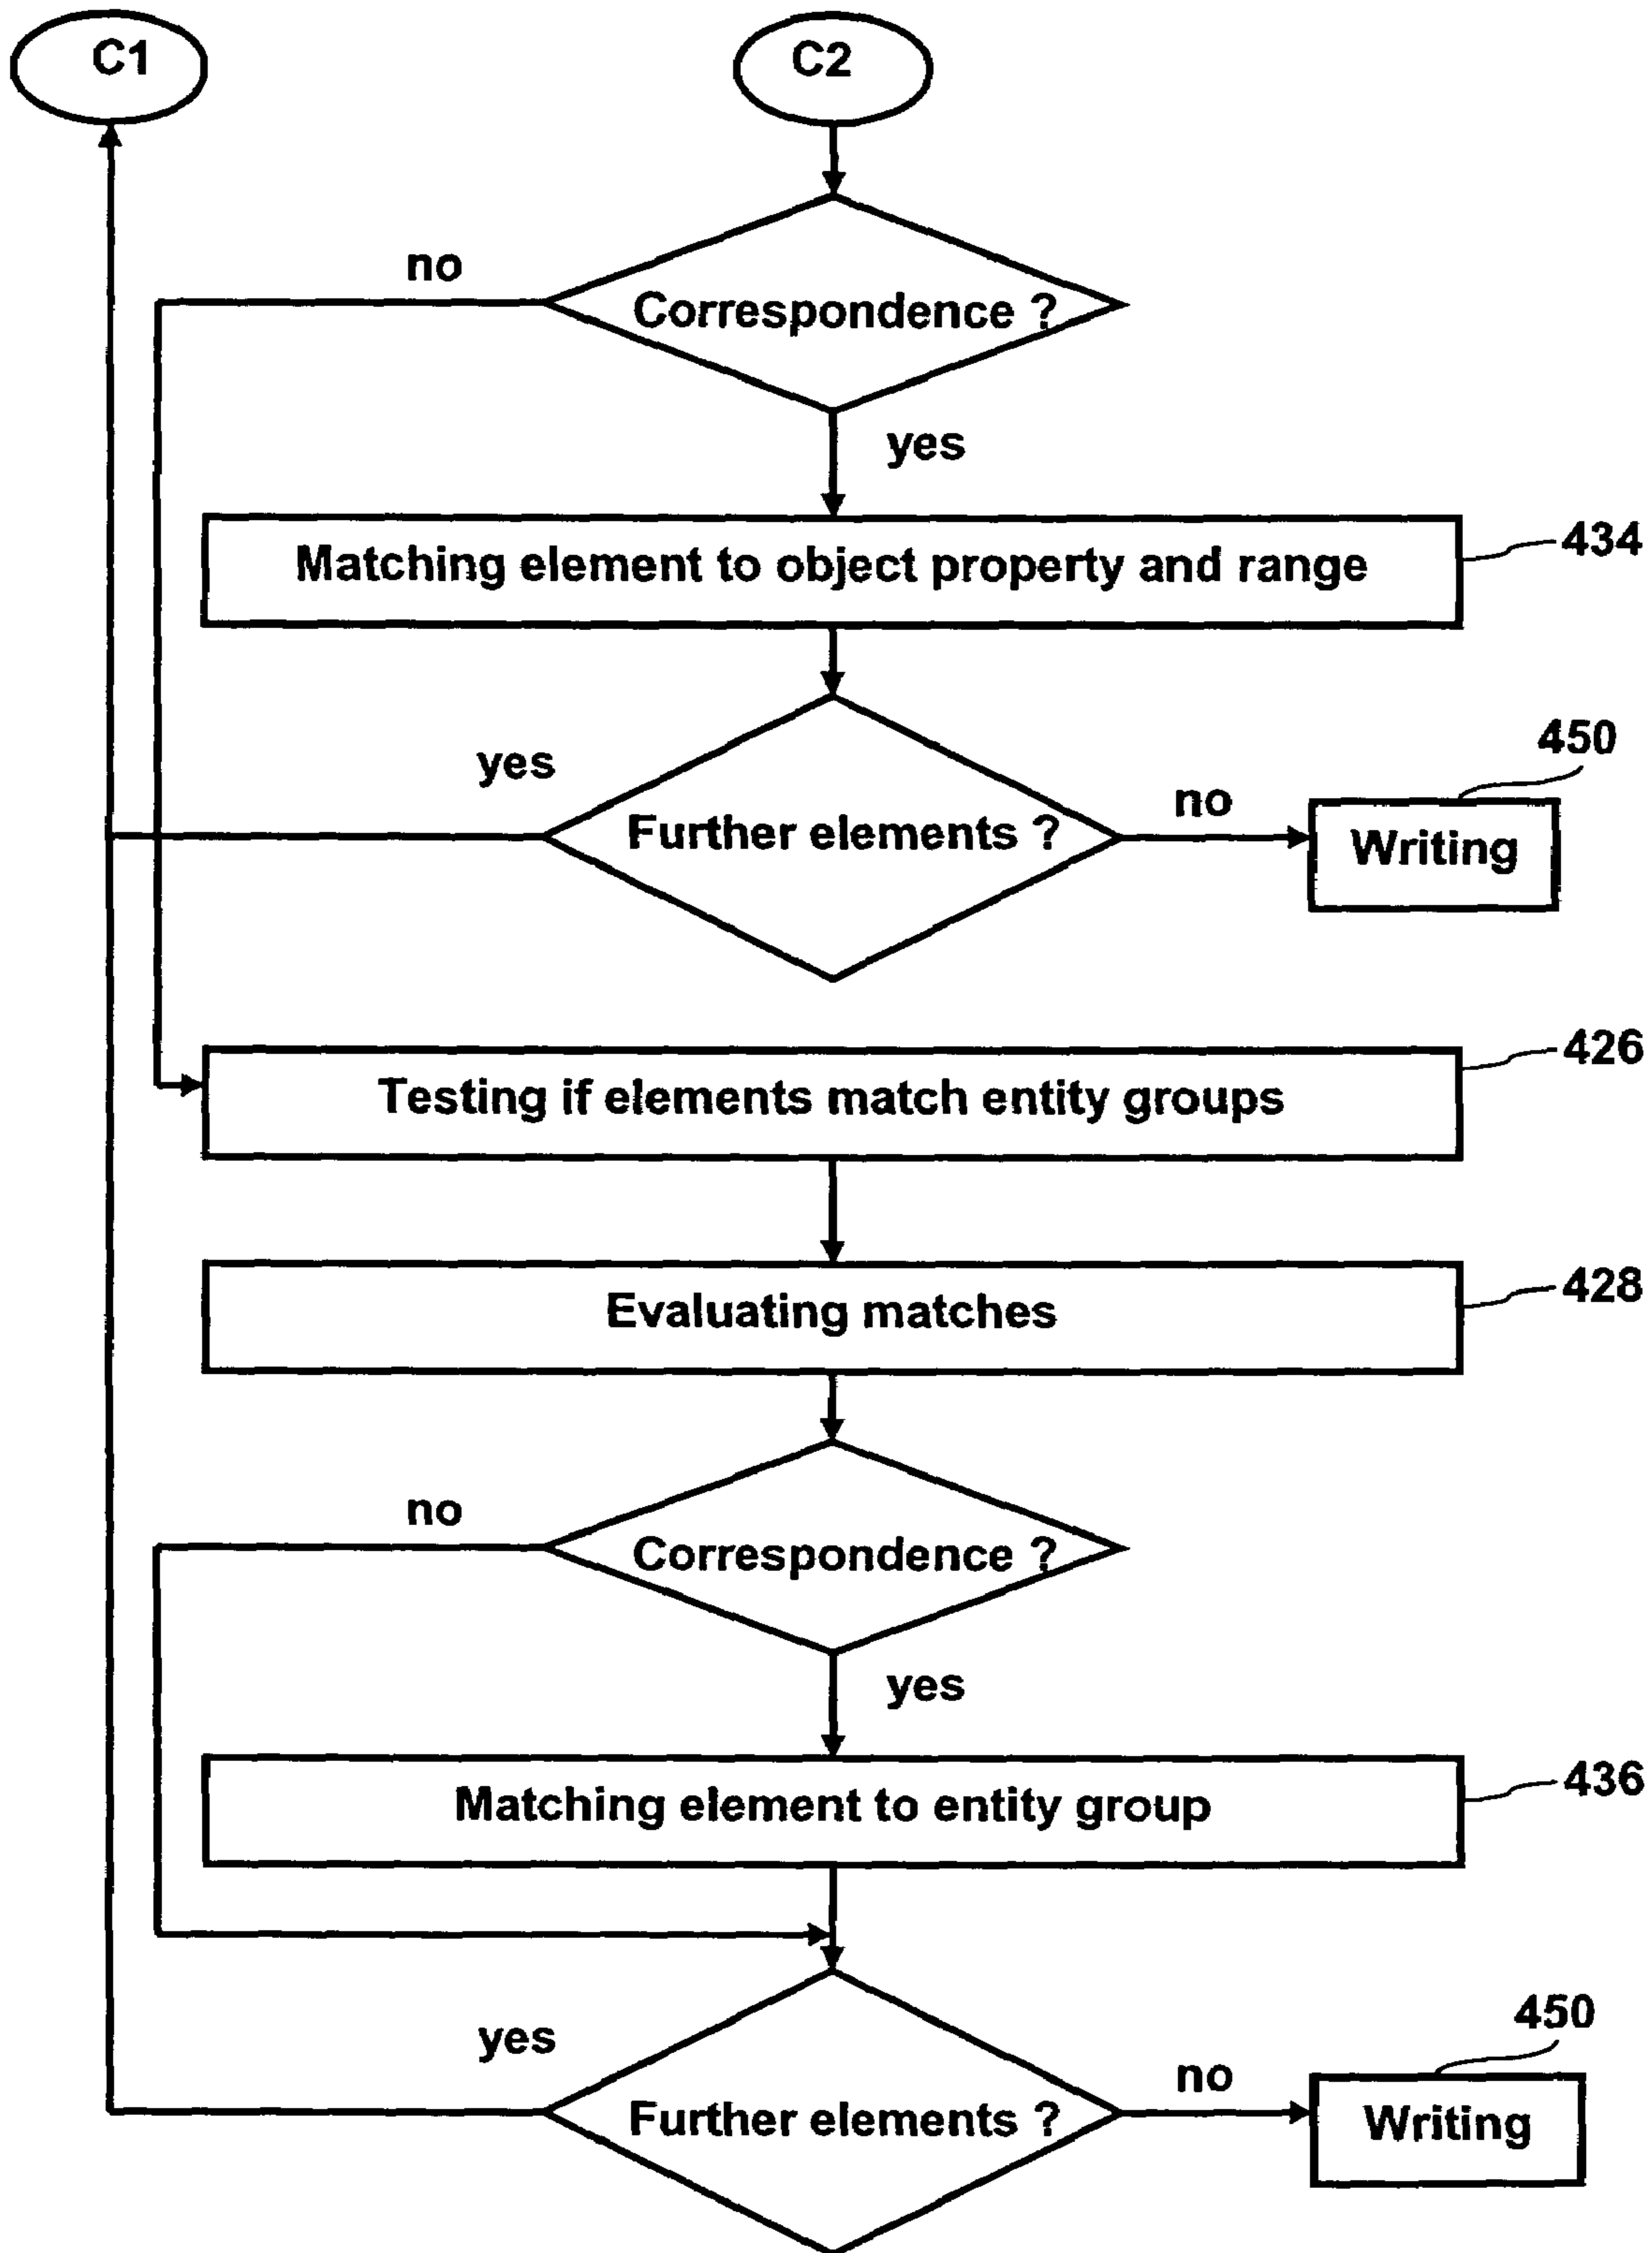 C1
C2
no
Correspondence ?
yes
Matching element to object property and range
434
yes
Further elements ?
no
450
Writing
426
Testing if elements match entity groups
428
Evaluating matches
no
Correspondence ?
yes
436
Matching element to entity group
yes
Further elements ?
no
450
Writing